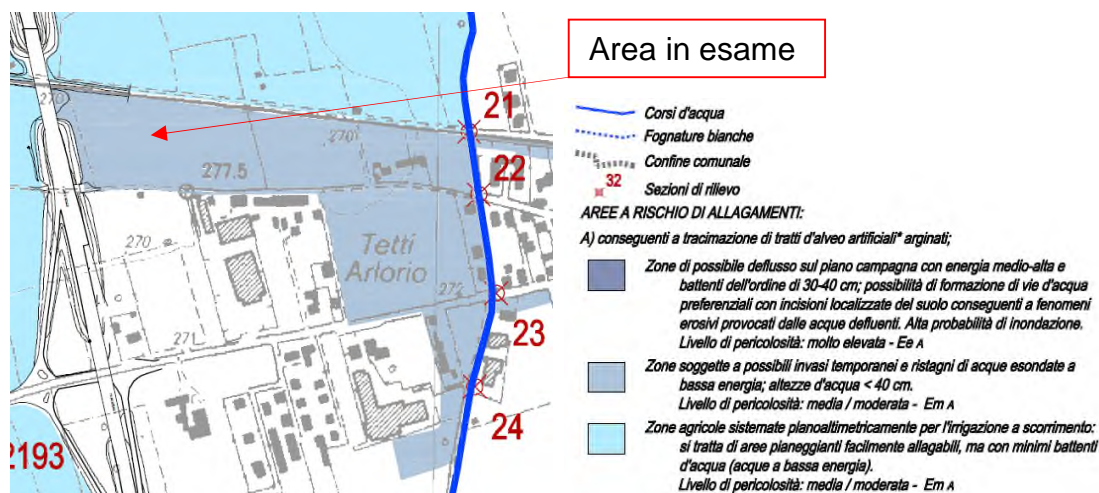 Area in esame
270
21
270
22
277.5
Tetti
Arlorio
270
272
23
271
24
2193
Corsi d'acqua
Fognature bianche
Confine comunale
32
Sezioni di rilievo
AREE A RISCHIO DI ALLAGAMENTI:
A) conseguenti a tracimazione di tratti d'alveo artificiali* arginati;
Zone di possibile deflusso sul piano campagna con energia medio-alta e
battenti dell'ordine di 30-40 cm; possibilità di formazione di vie d'acqua
preferenziali con incisioni localizzate del suolo conseguenti a fenomeni
erosivi provocati dalle acque defluenti. Alta probabilità di inondazione.
Livello di pericolosità: molto elevata - Ee A
Zone soggette a possibili invasi temporanei e ristagni di acque esondate a
bassa energia; altezze d'acqua < 40 cm.
Livello di pericolosità: media / moderata - Em A
Zone agricole sistemate planoaltimetricamente per l'irrigazione a scorrimento:
si tratta di aree pianeggianti facilmente allagabili, ma con minimi battenti
d'acqua (acque a bassa energia).
Livello di pericolosità: media / moderata - Em A